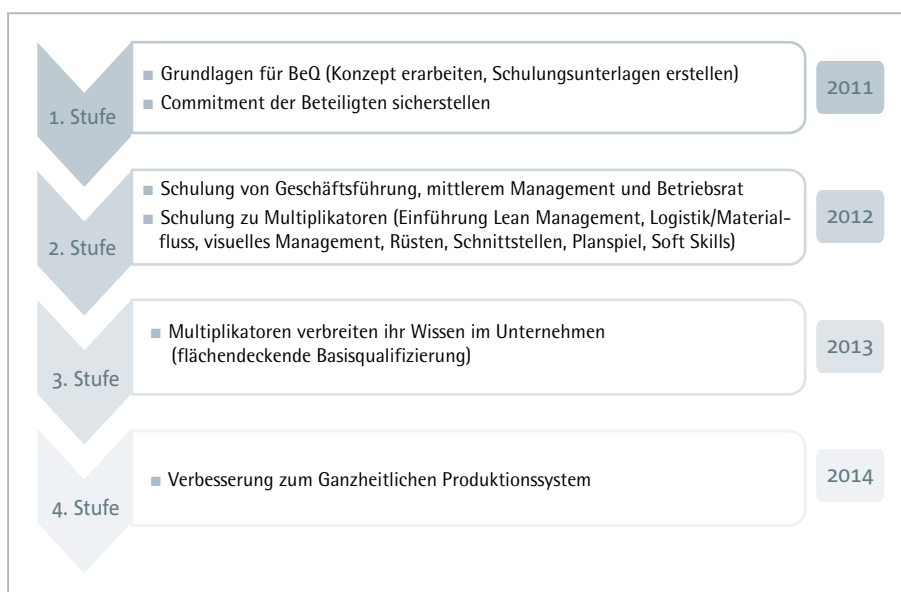 1. Stufe
■ Grundlagen für BeQ (Konzept erarbeiten, Schulungsunterlagen erstellen)
■ Commitment der Beteiligten sicherstellen
2011
2. Stufe
■ Schulung von Geschäftsführung, mittlerem Management und Betriebsrat
■ Schulung zu Multiplikatoren (Einführung Lean Management, Logistik/Material-
fluss, visuelles Management, Rüsten, Schnittstellen, Planspiel, Soft Skills)
2012
3. Stufe
■ Multiplikatoren verbreiten ihr Wissen im Unternehmen
(flächendeckende Basisqualifizierung)
2013
4. Stufe
■ Verbesserung zum Ganzheitlichen Produktionssystem
2014